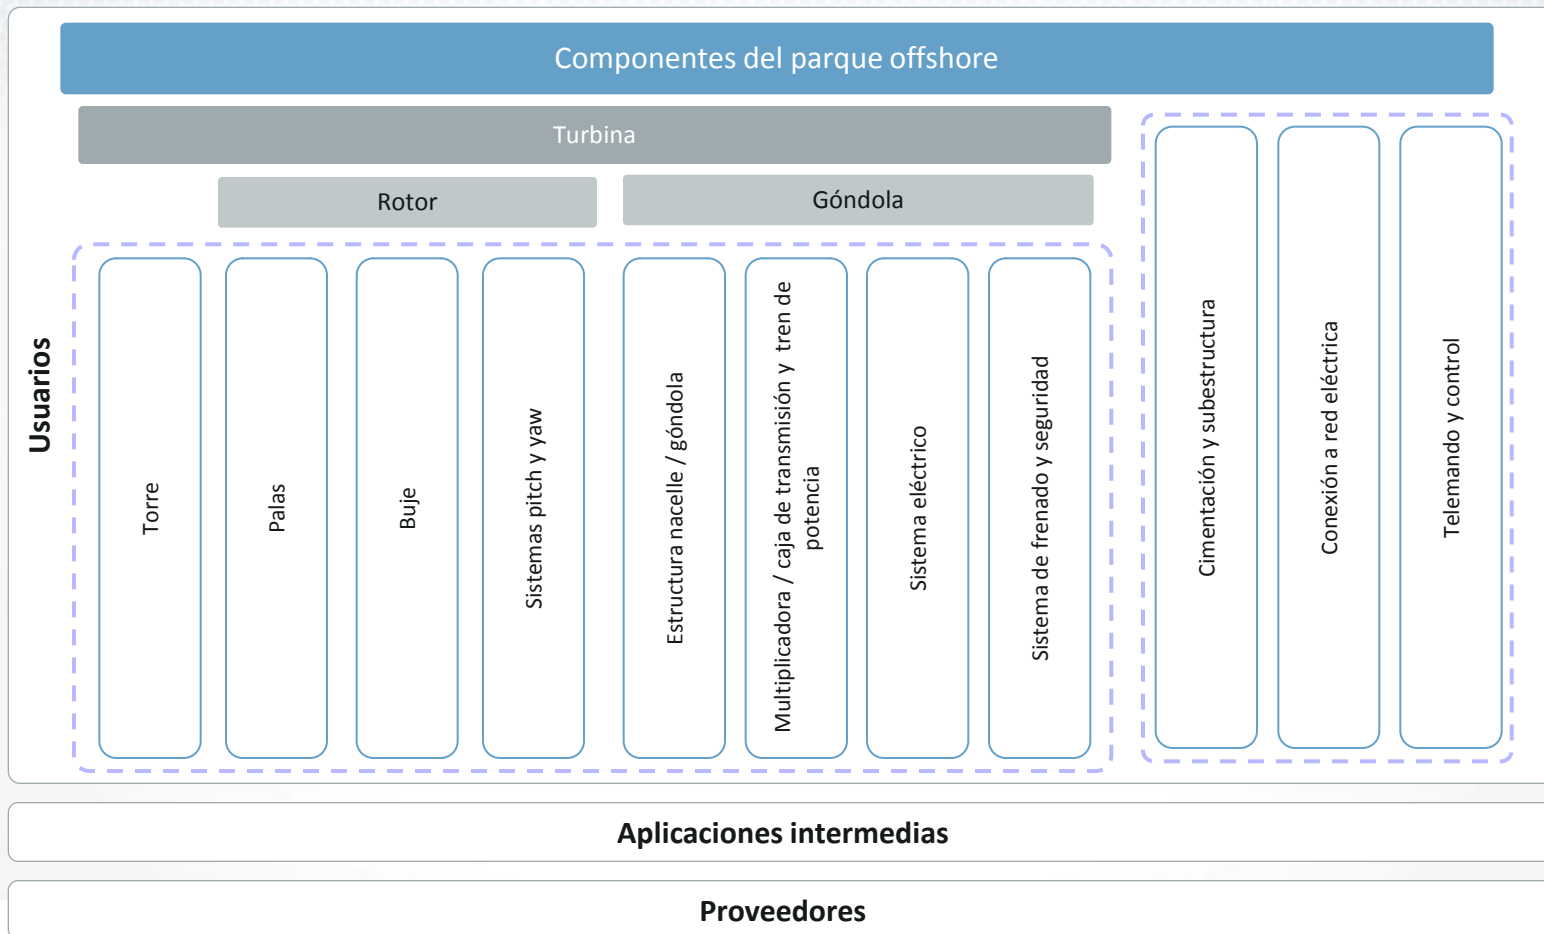 Componentes del parque offshore
Turbina
Rotor
Góndola
Usuarios
Torre
Palas
Buje
Sistemas pitch y yaw
Estructura nacelle / góndola
Multiplicadora / caja de transmisión y tren de
potencia
Sistema eléctrico
Sistema de frenado y seguridad
Cimentación y subestructura
Conexión a red eléctrica
Telemando y control
Aplicaciones intermedias
Proveedores